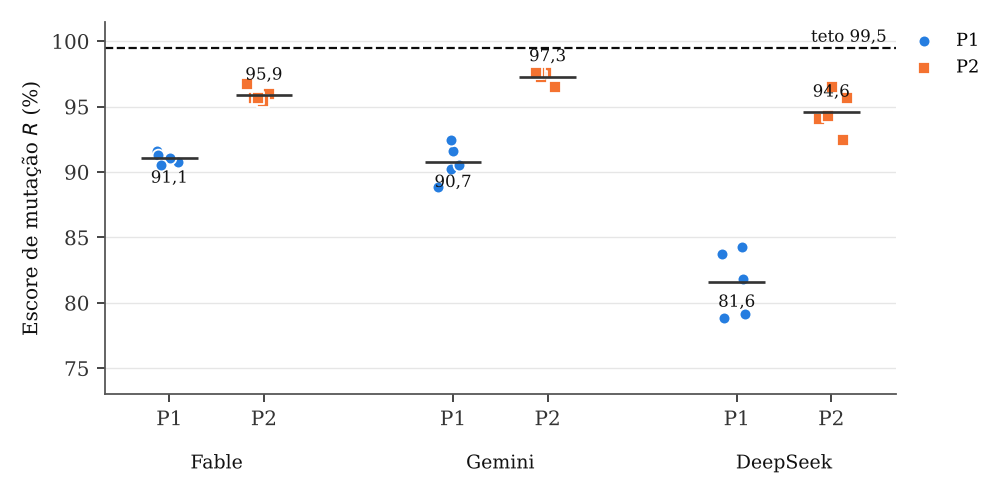 Escore de mutação R (%)
100
95
90
85
80
75
teto 99,5
95,9
97,3
94,6
91,1
90,7
81,6
P1
P2
P1 P2 P1 P2 P1 P2
Fable Gemini DeepSeek